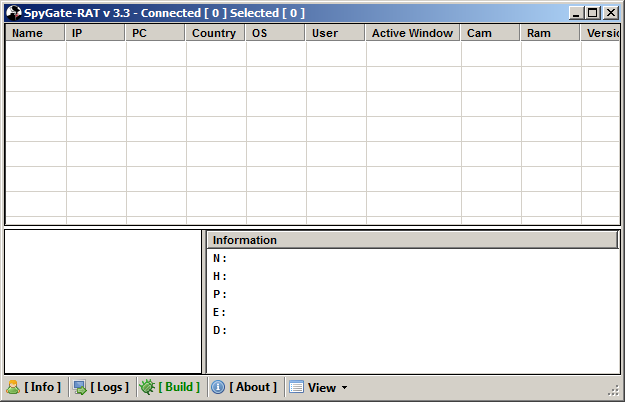 SpyGate-RAT v 3.3 - Connected [ 0 ] Selected [ 0 ]
Name IP PC Country OS User Active Window Cam Ram Versio
Information
N :
H :
P :
E :
D :
[ Info ] [ Logs ] [ Build ] [ About ] View